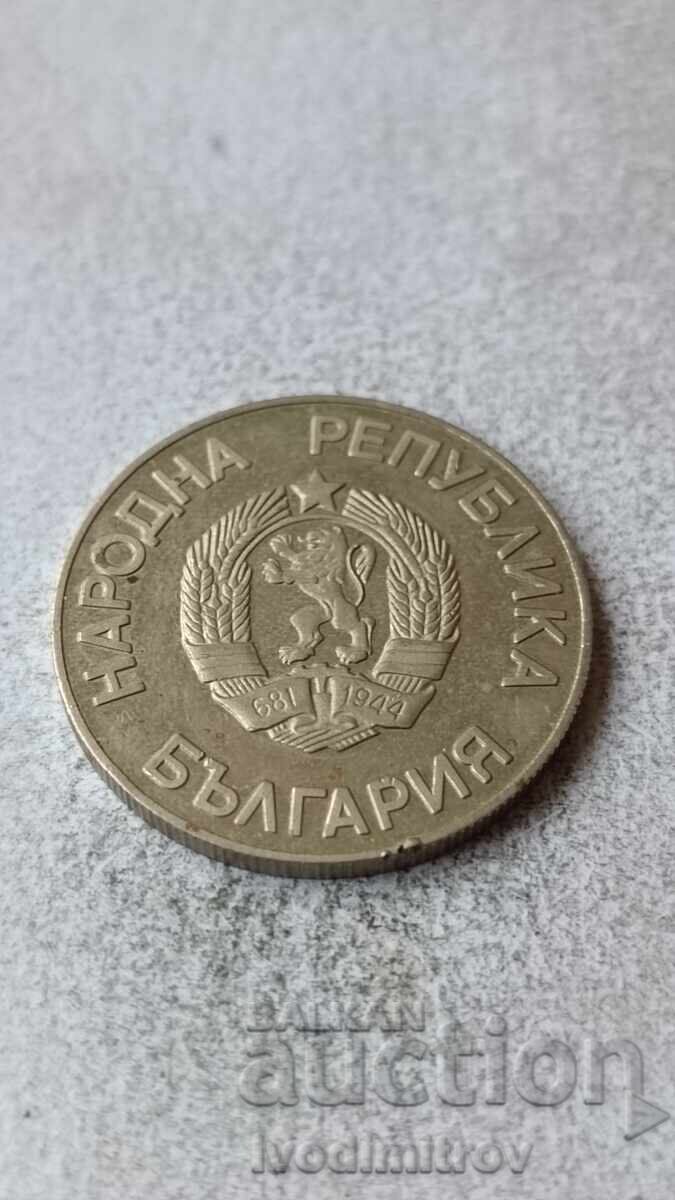 НАРОДНА РЕПУБЛИКА
681 1944
БЪЛГАРИЯ
BALKAN
auction
ivodimitrov